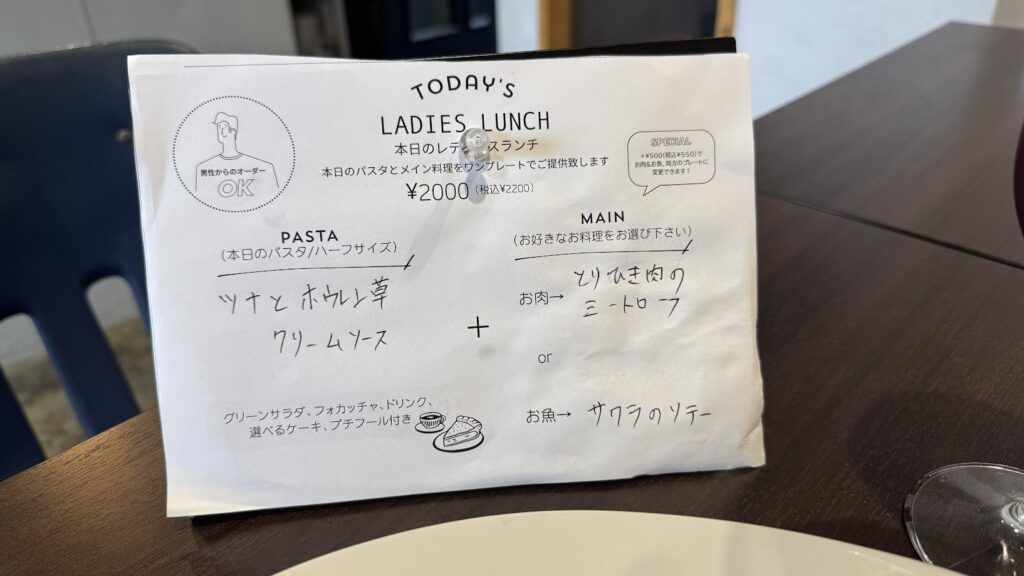 TODAY'S
LADIES LUNCH
本日のレデ スランチ
本日のパスタとメイン料理をワンプレートでご提供致します
¥2000(税込¥2200)
男性からのオーダー
OK
SPECIAL
+¥500(税込¥550)で
お肉&お魚、両方のプレートに
変更できます!
PASTA
(本日のパスタ/ハーフサイズ)
ツナとホウレン草
クリームソース
+
MAIN
(お好きなお料理をお選び下さい)
お肉→ とりひき肉の
ミートローフ
or
お魚→ サワラのソテー
グリーンサラダ、フォカッチャ、ドリンク、
選べるケーキ、プチフール付き